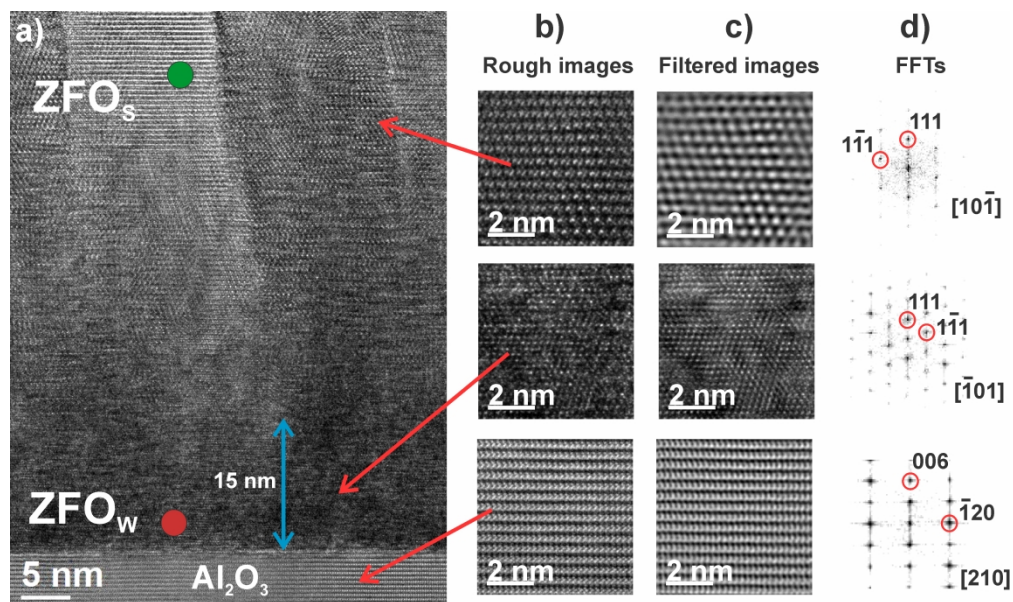 a)
ZFOS
15 nm
ZFOW
5 nm
Al2O3
b)
Rough images
2 nm
2 nm
2 nm
c)
Filtered images
2 nm
2 nm
2 nm
d)
FFTs
111
11̄1
[101̄]
111
11̄1
[1̄01]
006
1̄20
[210]